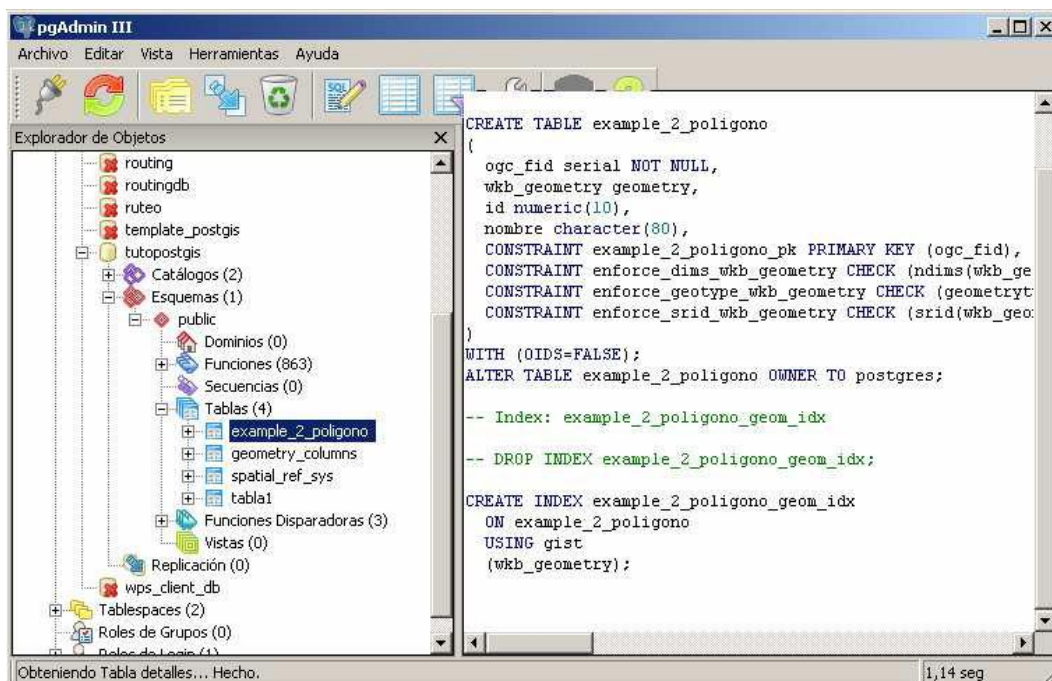 pgAdmin III
Archivo Editar Vista Herramientas Ayuda
SQL
Explorador de Objetos
routing
routingdb
ruteo
template_postgis
tutopostgis
Catálogos (2)
Esquemas (1)
public
Dominios (0)
Funciones (863)
Secuencias (0)
Tablas (4)
example_2_poligono
geometry_columns
spatial_ref_sys
tabla1
Funciones Disparadoras (3)
Vistas (0)
Replicación (0)
wps_client_db
Tablespaces (2)
Roles de Grupos (0)
Roles de Login (1)
CREATE TABLE example_2_poligono
(
ogc_fid serial NOT NULL,
wkb_geometry geometry,
id numeric(10),
nombre character(80),
CONSTRAINT example_2_poligono_pk PRIMARY KEY (ogc_fid),
CONSTRAINT enforce_dims_wkb_geometry CHECK (ndims(wkb_ge
CONSTRAINT enforce_geotype_wkb_geometry CHECK (geometryt
CONSTRAINT enforce_srid_wkb_geometry CHECK (srid(wkb_geo
)
WITH (OIDS=FALSE);
ALTER TABLE example_2_poligono OWNER TO postgres;
-- Index: example_2_poligono_geom_idx
-- DROP INDEX example_2_poligono_geom_idx;
CREATE INDEX example_2_poligono_geom_idx
ON example_2_poligono
USING gist
(wkb_geometry);
Obteniendo Tabla detalles... Hecho.
1,14 seg